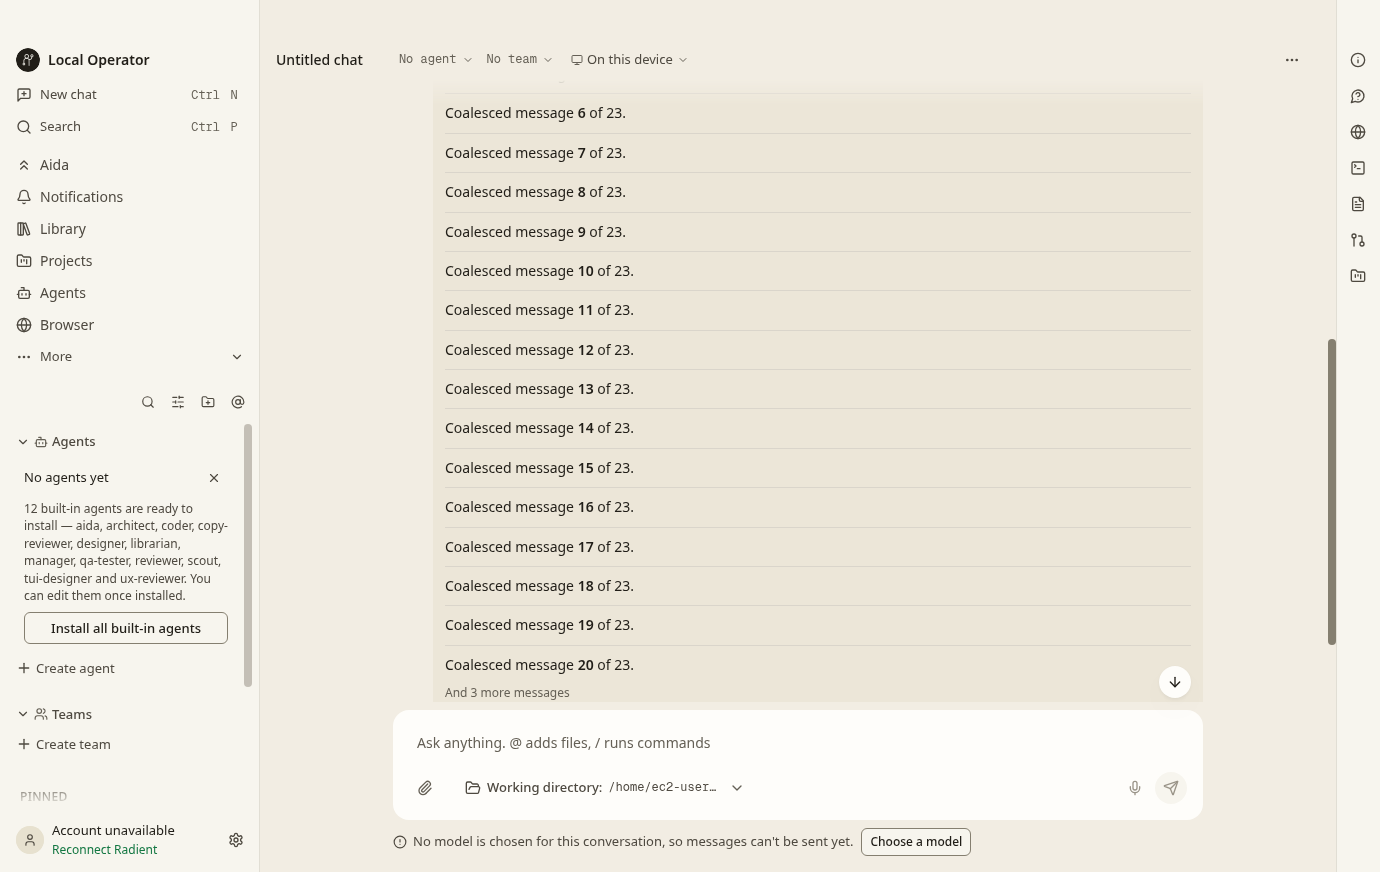 Local Operator
New chat Ctrl N
Search Ctrl P
Aida
Notifications
Library
Projects
Agents
Browser
More
Agents
No agents yet
12 built-in agents are ready to
install — aida, architect, coder, copy-
reviewer, designer, librarian,
manager, qa-tester, reviewer, scout,
tui-designer and ux-reviewer. You
can edit them once installed.
Install all built-in agents
Create agent
Teams
Create team
PINNED
Account unavailable
Reconnect Radient
Untitled chat No agent No team On this device
Coalesced message 6 of 23.
Coalesced message 7 of 23.
Coalesced message 8 of 23.
Coalesced message 9 of 23.
Coalesced message 10 of 23.
Coalesced message 11 of 23.
Coalesced message 12 of 23.
Coalesced message 13 of 23.
Coalesced message 14 of 23.
Coalesced message 15 of 23.
Coalesced message 16 of 23.
Coalesced message 17 of 23.
Coalesced message 18 of 23.
Coalesced message 19 of 23.
Coalesced message 20 of 23.
And 3 more messages
Ask anything. @ adds files, / runs commands
Working directory: /home/ec2-user…
No model is chosen for this conversation, so messages can't be sent yet. Choose a model